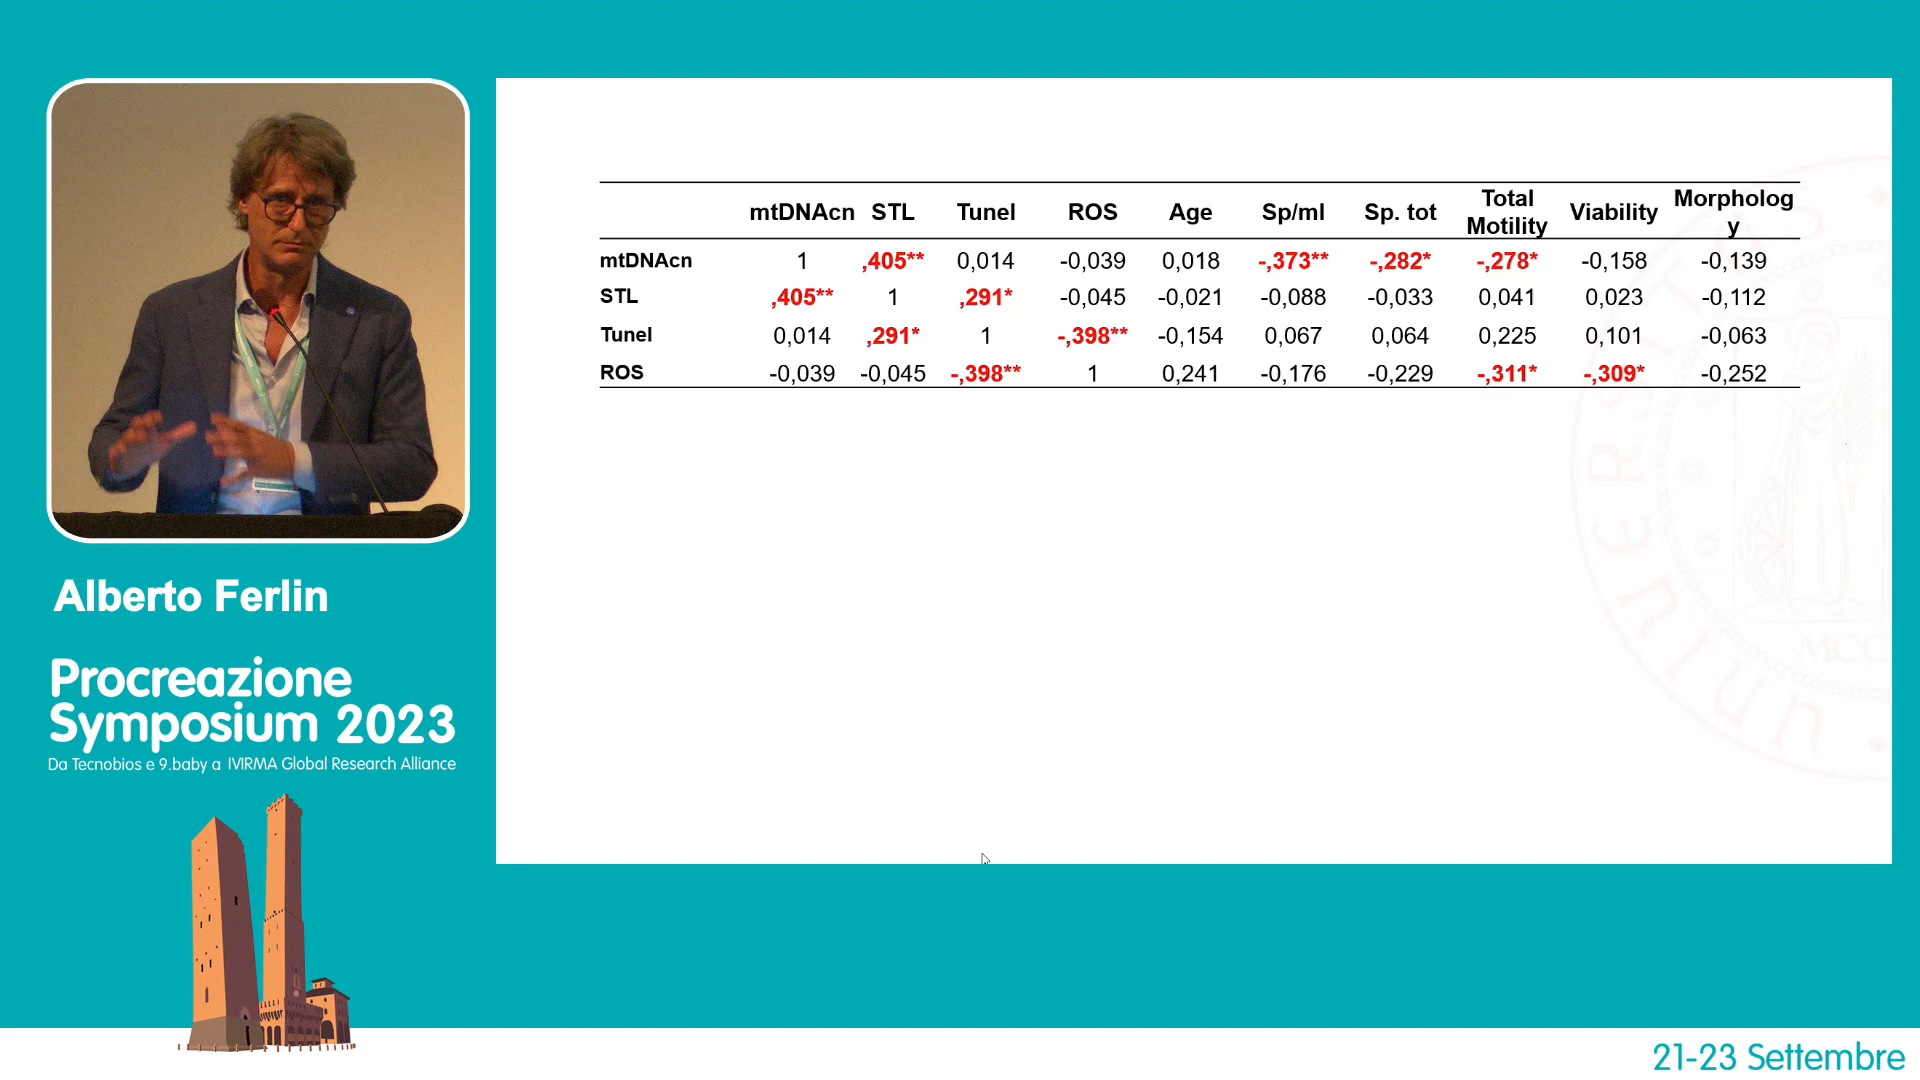 mtDNAcn STL Tunel ROS Age Sp/ml Sp. tot Total Motility Viability Morpholog y
mtDNAcn 1 ,405** 0,014 -0,039 0,018 -,373** -,282* -,278* -0,158 -0,139
STL ,405** 1 ,291* -0,045 -0,021 -0,088 -0,033 0,041 0,023 -0,112
Tunel 0,014 ,291* 1 -,398** -0,154 0,067 0,064 0,225 0,101 -0,063
ROS -0,039 -0,045 -,398** 1 0,241 -0,176 -0,229 -,311* -,309* -0,252
MCC
Alberto Ferlin
Procreazione
Symposium 2023
Da Tecnobios e 9.baby a IVIRMA Global Research Alliance
21-23 Settembre